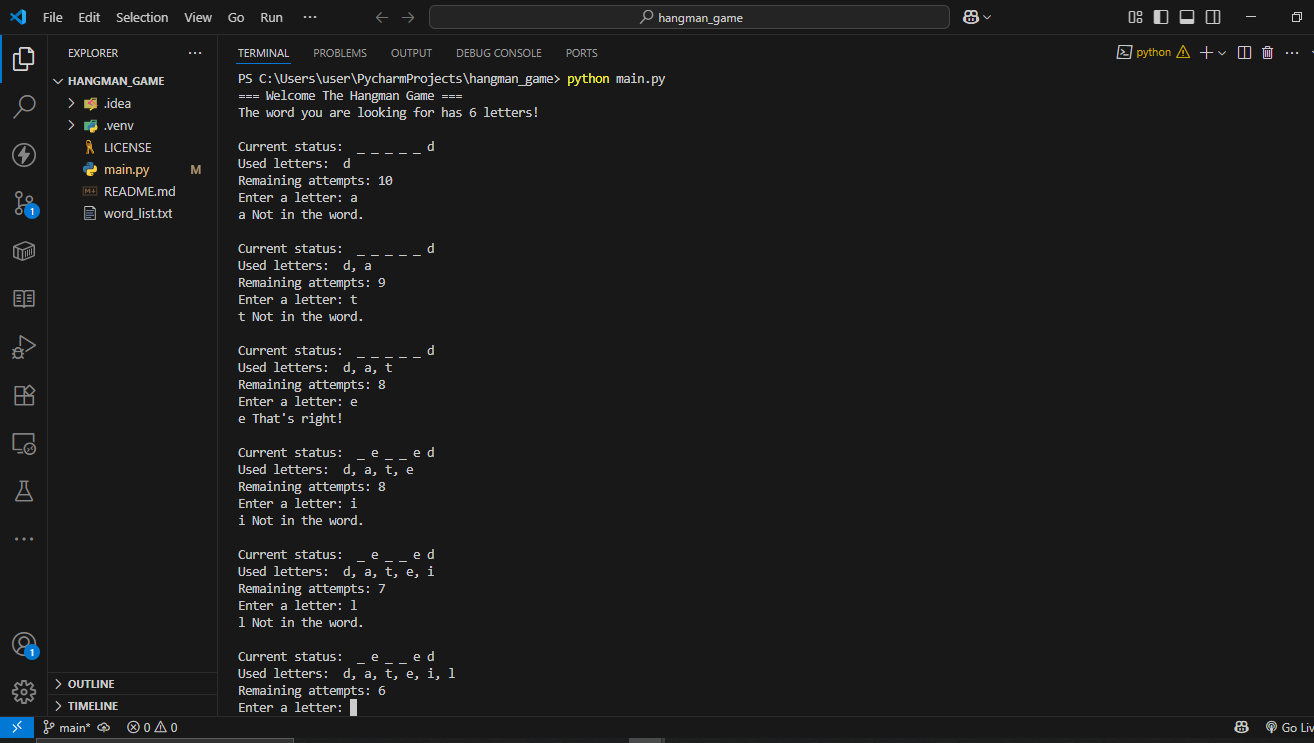 File Edit Selection View Go Run ··· hangman_game
EXPLORER ···
HANGMAN_GAME
.idea
.venv
LICENSE
main.py M
README.md
word_list.txt
OUTLINE
TIMELINE
TERMINAL PROBLEMS OUTPUT DEBUG CONSOLE PORTS python
PS C:\Users\user\PycharmProjects\hangman_game> python main.py
=== Welcome The Hangman Game ===
The word you are looking for has 6 letters!
Current status:  _ _ _ _ _ d
Used letters:  d
Remaining attempts: 10
Enter a letter: a
a Not in the word.
Current status:  _ _ _ _ _ d
Used letters:  d, a
Remaining attempts: 9
Enter a letter: t
t Not in the word.
Current status:  _ _ _ _ _ d
Used letters:  d, a, t
Remaining attempts: 8
Enter a letter: e
e That's right!
Current status:  _ e _ _ e d
Used letters:  d, a, t, e
Remaining attempts: 8
Enter a letter: i
i Not in the word.
Current status:  _ e _ _ e d
Used letters:  d, a, t, e, i
Remaining attempts: 7
Enter a letter: l
l Not in the word.
Current status:  _ e _ _ e d
Used letters:  d, a, t, e, i, l
Remaining attempts: 6
Enter a letter:
1
1
main* 0 0 Go Liv